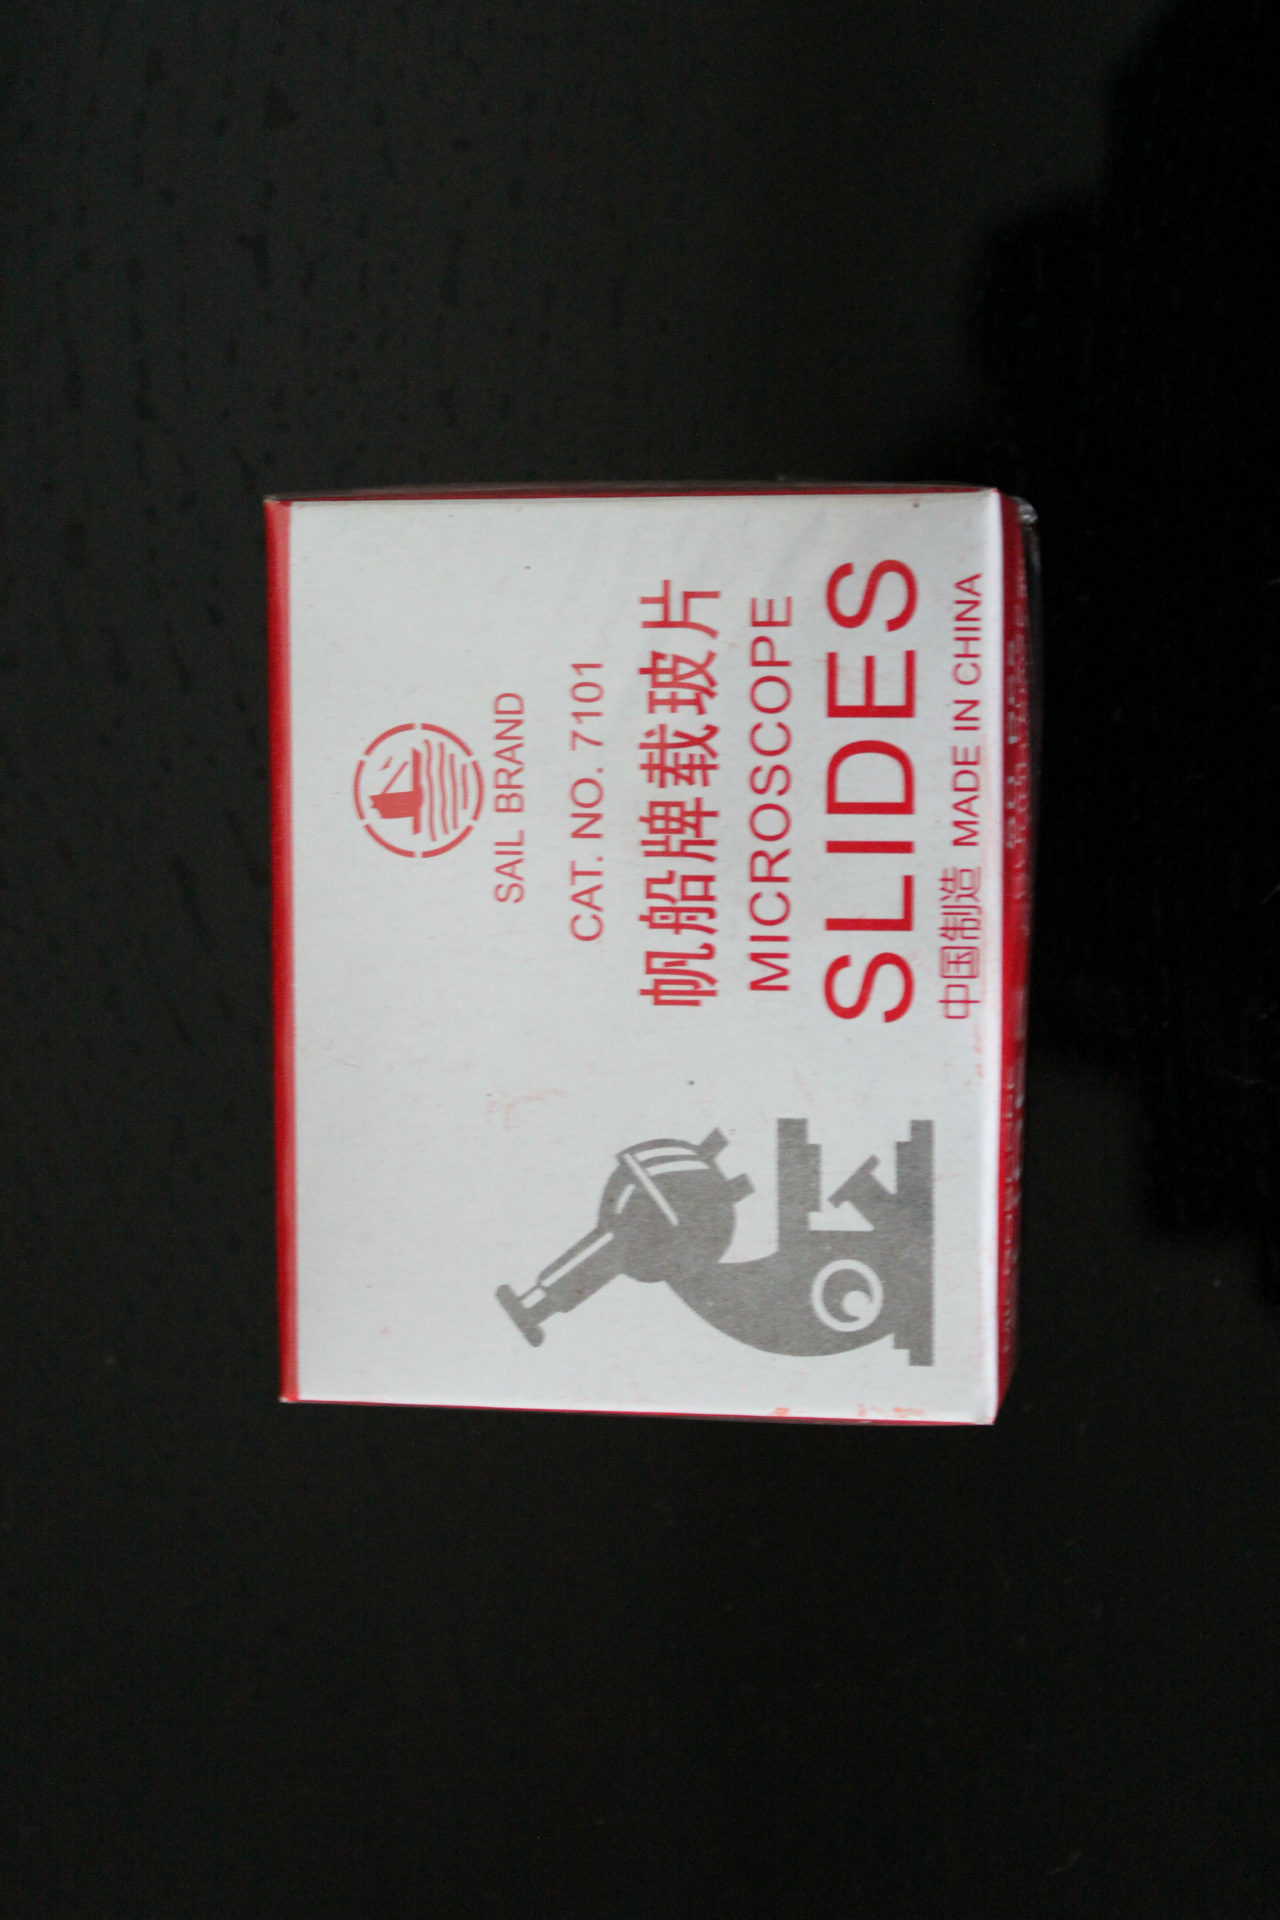 SAIL BRAND
CAT. NO. 7101
帆船牌载玻片
MICROSCOPE
SLIDES
中国制造 MADE IN CHINA